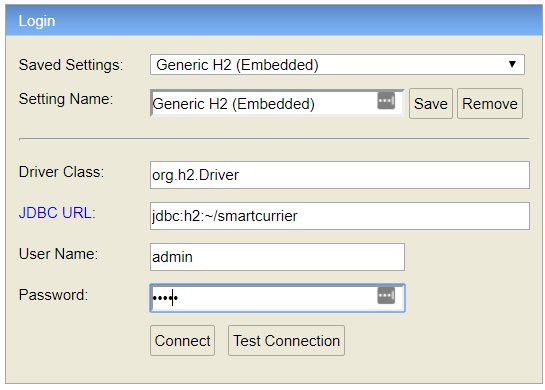 Login
Saved Settings: Generic H2 (Embedded)
Setting Name: Generic H2 (Embedded) Save Remove
Driver Class: org.h2.Driver
JDBC URL: jdbc:h2:~/smartcurrier
User Name: admin
Password: •••••
Connect Test Connection